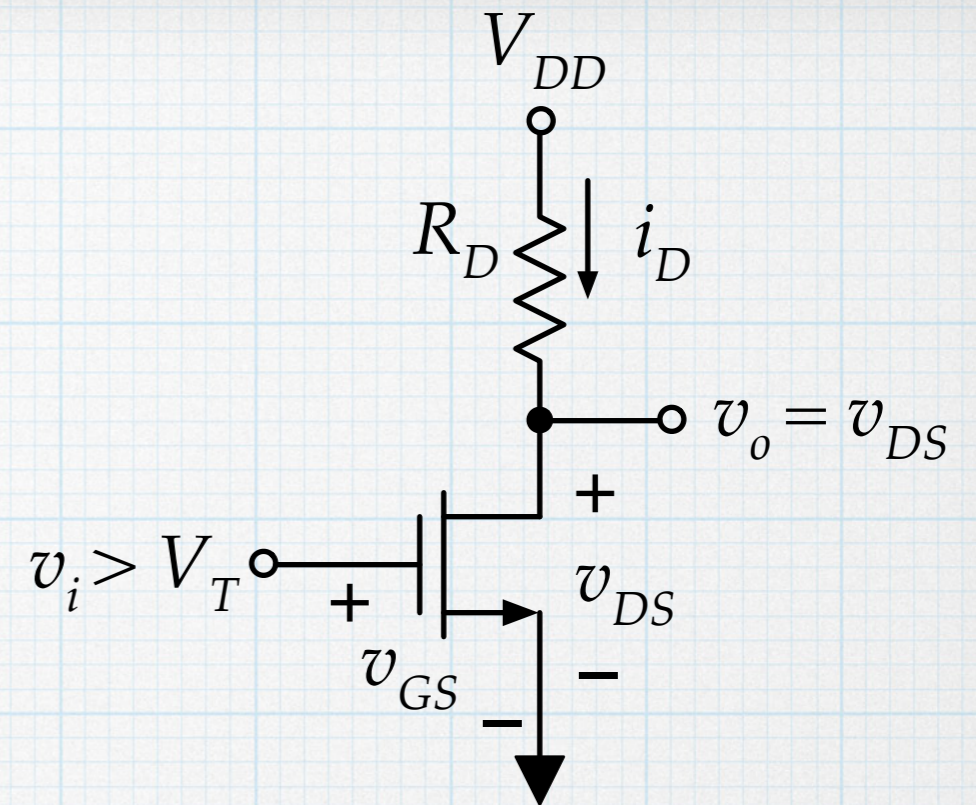 V_DD
R_D
i_D
v_o = v_DS
+
v_i > V_T
+
v_DS
v_GS
−
−